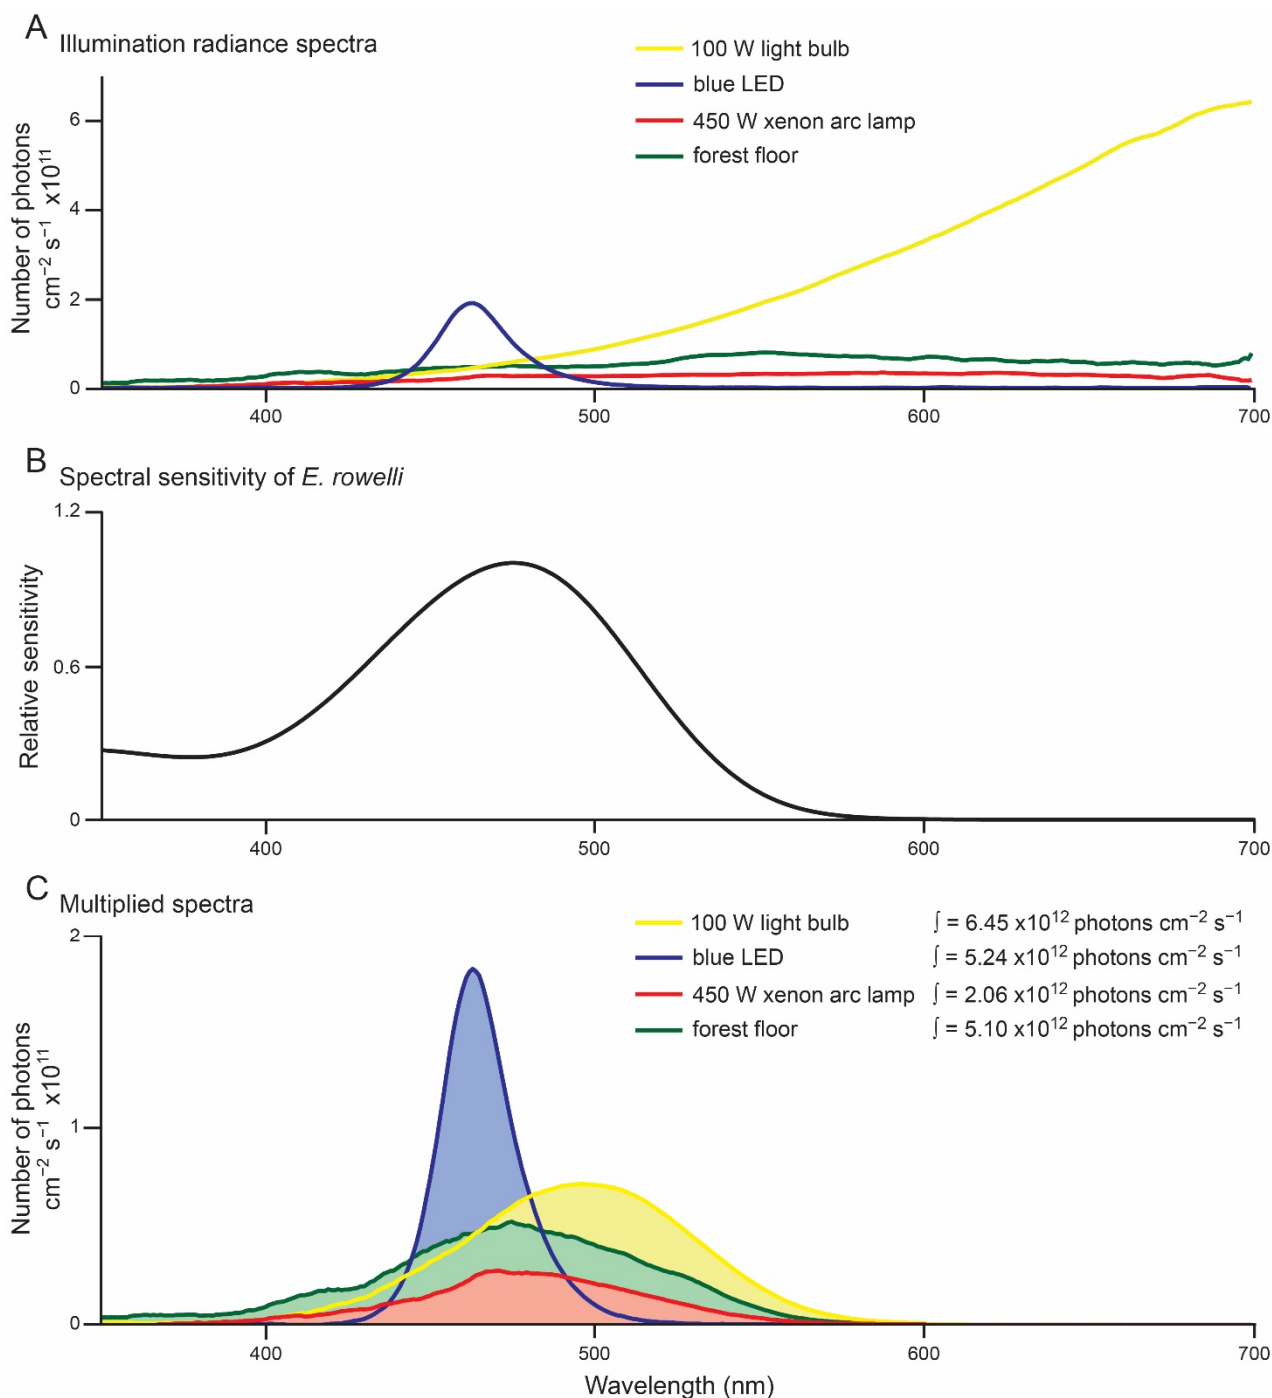 A
Illumination radiance spectra
100 W light bulb
blue LED
450 W xenon arc lamp
forest floor
Number of photons
cm⁻² s⁻¹ x10¹¹
6
4
2
0
400
500
600
700
B
Spectral sensitivity of E. rowelli
Relative sensitivity
1.2
0.6
0
400
500
600
700
C
Multiplied spectra
100 W light bulb ∫ = 6.45 x10¹² photons cm⁻² s⁻¹
blue LED ∫ = 5.24 x10¹² photons cm⁻² s⁻¹
450 W xenon arc lamp ∫ = 2.06 x10¹² photons cm⁻² s⁻¹
forest floor ∫ = 5.10 x10¹² photons cm⁻² s⁻¹
Number of photons
cm⁻² s⁻¹ x10¹¹
2
1
0
400
500
600
700
Wavelength (nm)